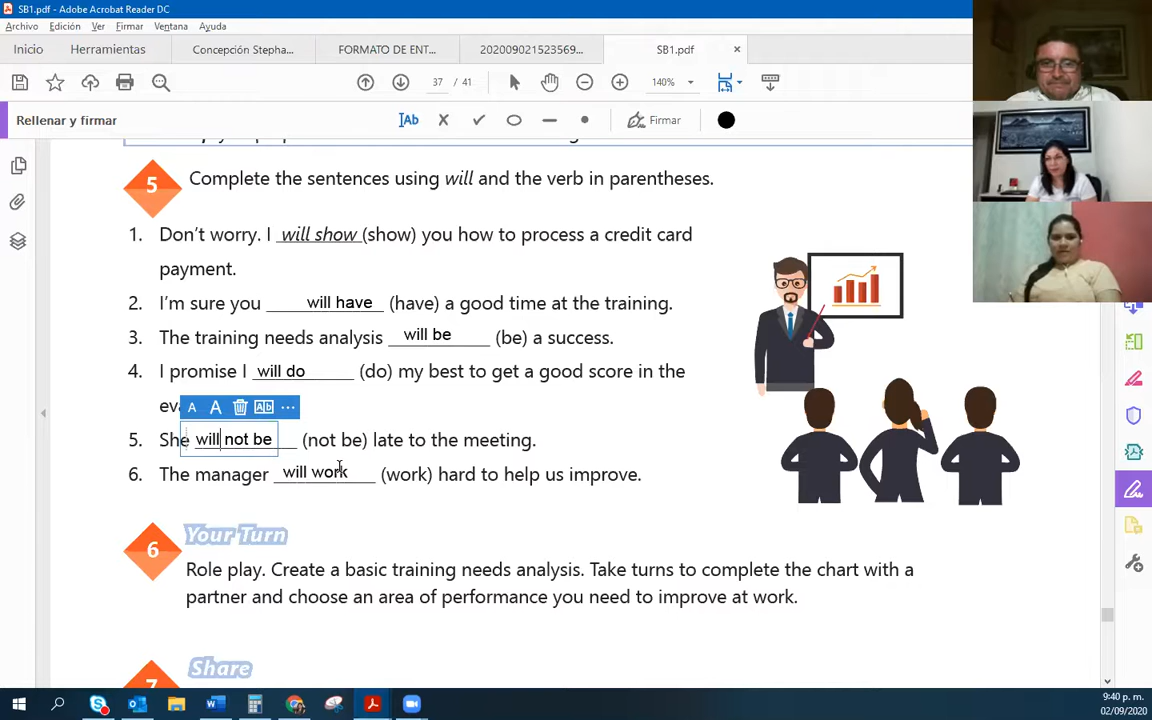 SB1.pdf - Adobe Acrobat Reader DC
Archivo Edición Ver Firmar Ventana Ayuda
Inicio Herramientas Concepción Stepha... FORMATO DE ENT... 202009021523569... SB1.pdf ×
37 / 41 140%
Rellenar y firmar Ab Firmar
5 Complete the sentences using will and the verb in parentheses.
1. Don't worry. I will show (show) you how to process a credit card
payment.
2. I'm sure you will have (have) a good time at the training.
3. The training needs analysis will be (be) a success.
4. I promise I will do (do) my best to get a good score in the
eva
A A Ab ...
5. She will not be (not be) late to the meeting.
6. The manager will work (work) hard to help us improve.
6 Your Turn
Role play. Create a basic training needs analysis. Take turns to complete the chart with a
partner and choose an area of performance you need to improve at work.
7 Share
9:40 p. m.
02/09/2020